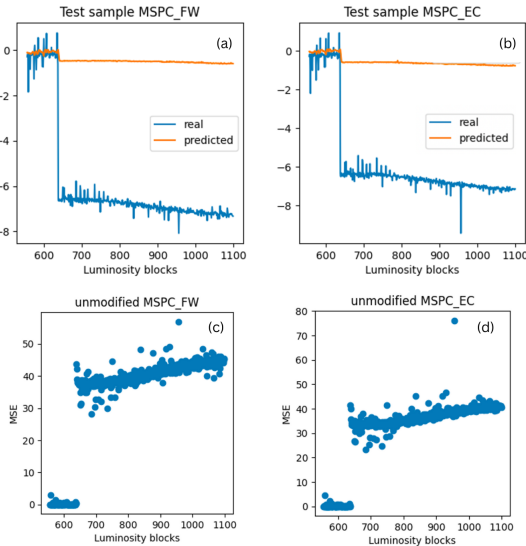 Test sample MSPC_FW
(a)
0
−2
−4
−6
−8
real
predicted
600 700 800 900 1000 1100
Luminosity blocks
Test sample MSPC_EC
(b)
0
−2
−4
−6
−8
real
predicted
600 700 800 900 1000 1100
Luminosity blocks
unmodified MSPC_FW
(c)
MSE
50
40
30
20
10
0
600 700 800 900 1000 1100
Luminosity blocks
unmodified MSPC_EC
(d)
MSE
80
70
60
50
40
30
20
10
0
600 700 800 900 1000 1100
Luminosity blocks